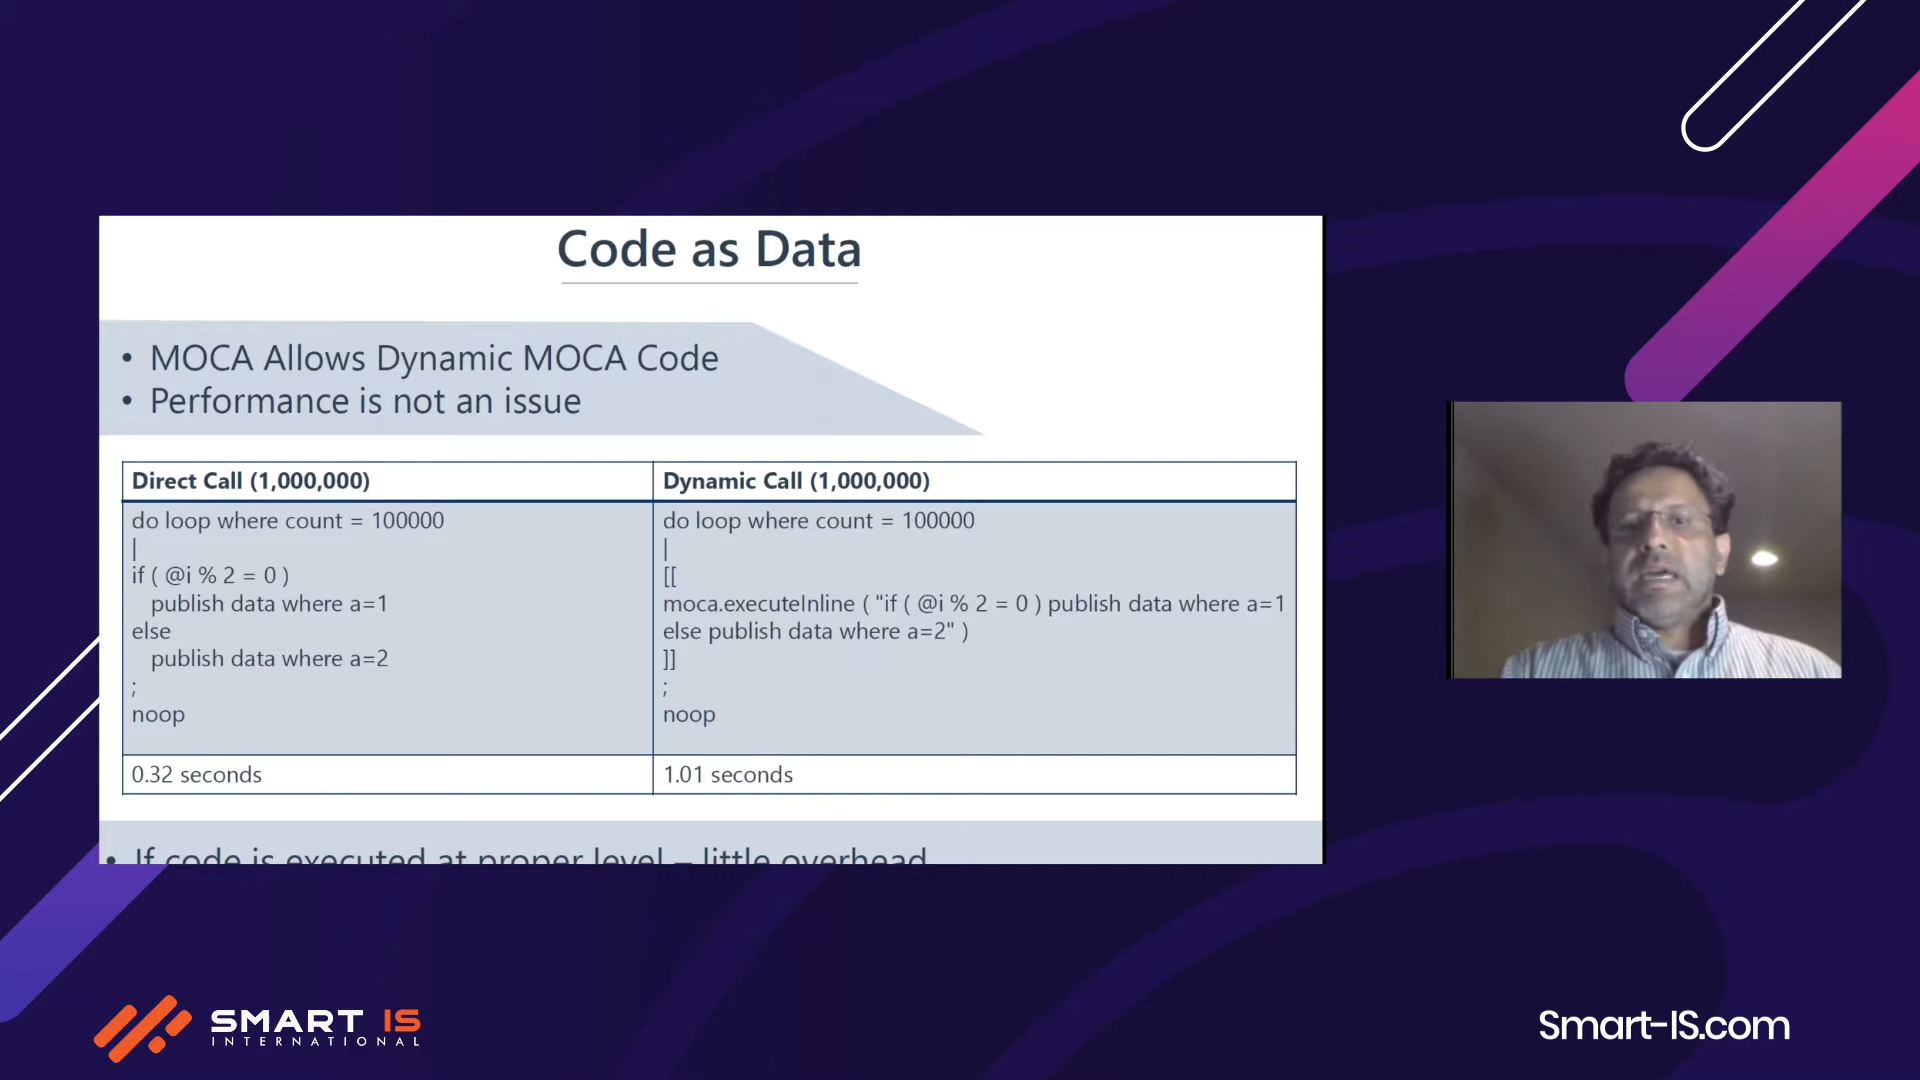 Code as Data
• MOCA Allows Dynamic MOCA Code
• Performance is not an issue
Direct Call (1,000,000)
do loop where count = 100000
|
if ( @i % 2 = 0 )
publish data where a=1
else
publish data where a=2
;
noop
0.32 seconds
Dynamic Call (1,000,000)
do loop where count = 100000
|
[[
moca.executeInline ( "if ( @i % 2 = 0 ) publish data where a=1
else publish data where a=2" )
]]
;
noop
1.01 seconds
• If code is executed at proper level – little overhead
SMART IS
INTERNATIONAL
Smart-IS.com